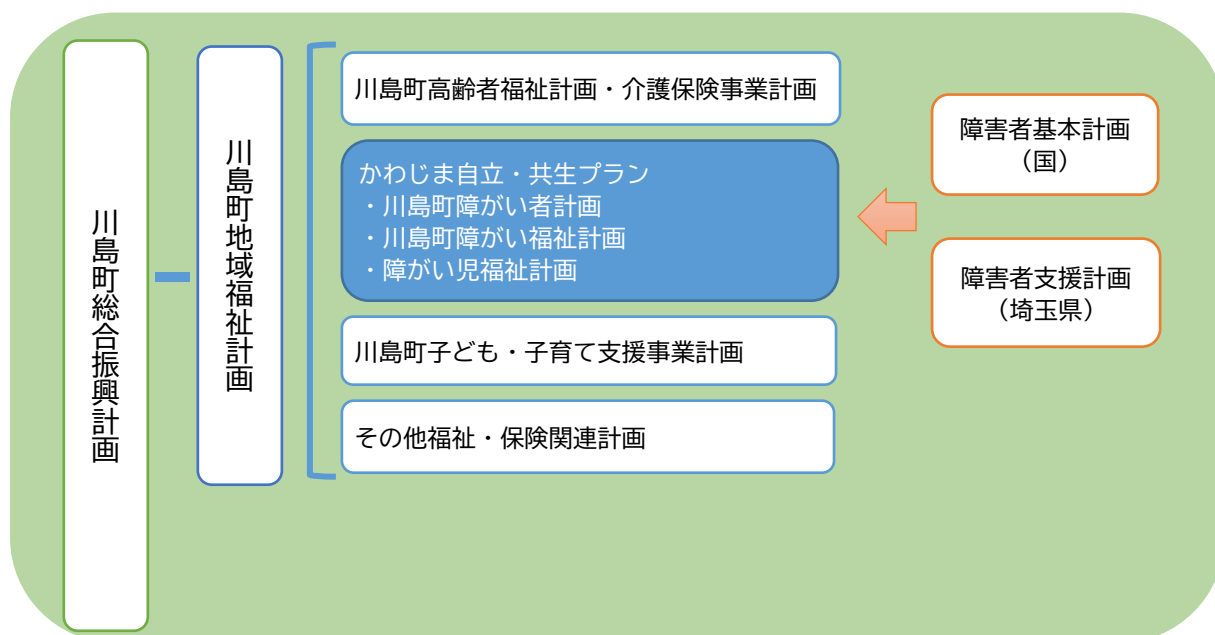 川島町総合振興計画
川島町地域福祉計画
川島町高齢者福祉計画・介護保険事業計画
かわじま自立・共生プラン
・川島町障がい者計画
・川島町障がい福祉計画
・障がい児福祉計画
川島町子ども・子育て支援事業計画
その他福祉・保険関連計画
障害者基本計画
（国）
障害者支援計画
（埼玉県）